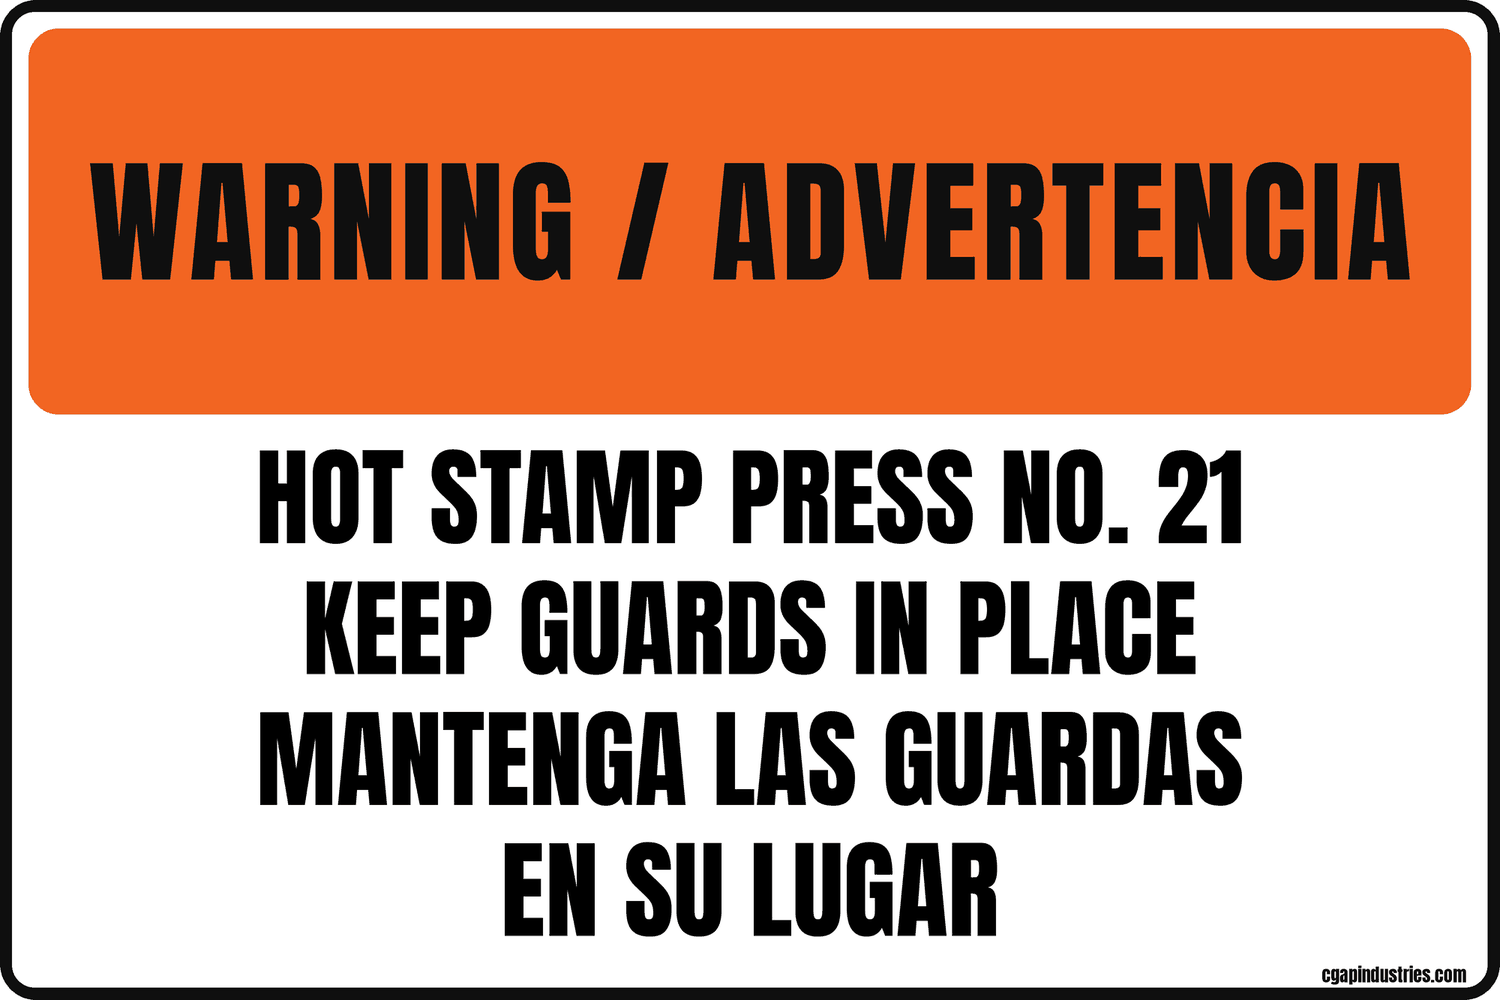 WARNING / ADVERTENCIA
HOT STAMP PRESS NO. 21
KEEP GUARDS IN PLACE
MANTENGA LAS GUARDAS
EN SU LUGAR
cgapindustries.com